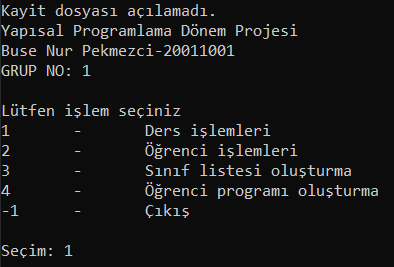 Kayit dosyası açılamadı.
Yapısal Programlama Dönem Projesi
Buse Nur Pekmezci-20011001
GRUP NO: 1
Lütfen işlem seçiniz
1 - Ders işlemleri
2 - Öğrenci işlemleri
3 - Sınıf listesi oluşturma
4 - Öğrenci programı oluşturma
-1 - Çıkış
Seçim: 1